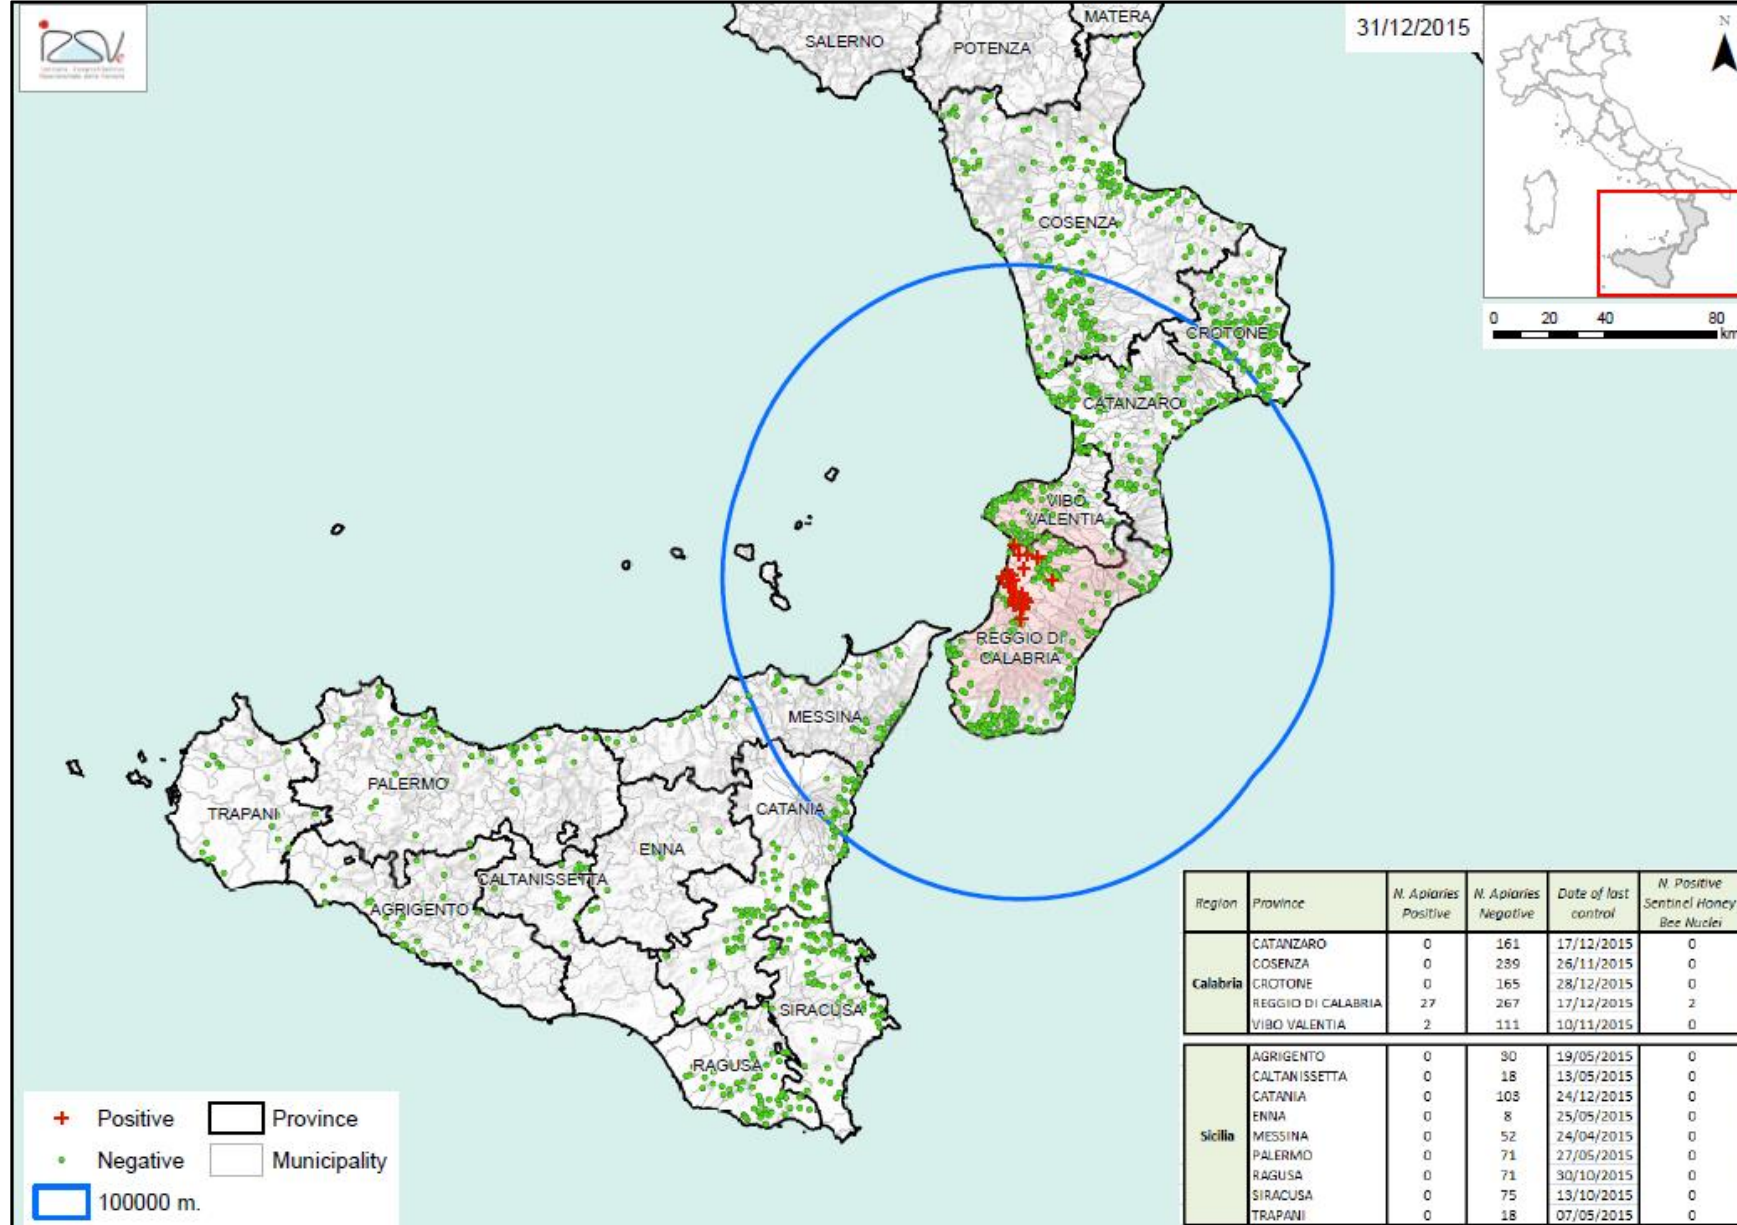 31/12/2015
N
0 20 40 80 km
MATERA
SALERNO
POTENZA
COSENZA
CROTONE
CATANZARO
VIBO
VALENTIA
REGGIO DI
CALABRIA
MESSINA
PALERMO
TRAPANI
CATANIA
ENNA
CALTANISSETTA
AGRIGENTO
SIRACUSA
RAGUSA
Positive Province
Negative Municipality
100000 m.
Region Province N. Apiaries Positive N. Apiaries Negative Date of last control N. Positive Sentinel Honey Bee Nuclei
Calabria
CATANZARO 0 161 17/12/2015 0
COSENZA 0 239 26/11/2015 0
CROTONE 0 165 28/12/2015 0
REGGIO DI CALABRIA 27 267 17/12/2015 2
VIBO VALENTIA 2 111 10/11/2015 0
Sicilia
AGRIGENTO 0 30 19/05/2015 0
CALTANISSETTA 0 18 13/05/2015 0
CATANIA 0 103 24/12/2015 0
ENNA 0 8 25/05/2015 0
MESSINA 0 52 24/04/2015 0
PALERMO 0 71 27/05/2015 0
RAGUSA 0 71 30/10/2015 0
SIRACUSA 0 75 13/10/2015 0
TRAPANI 0 18 07/05/2015 0